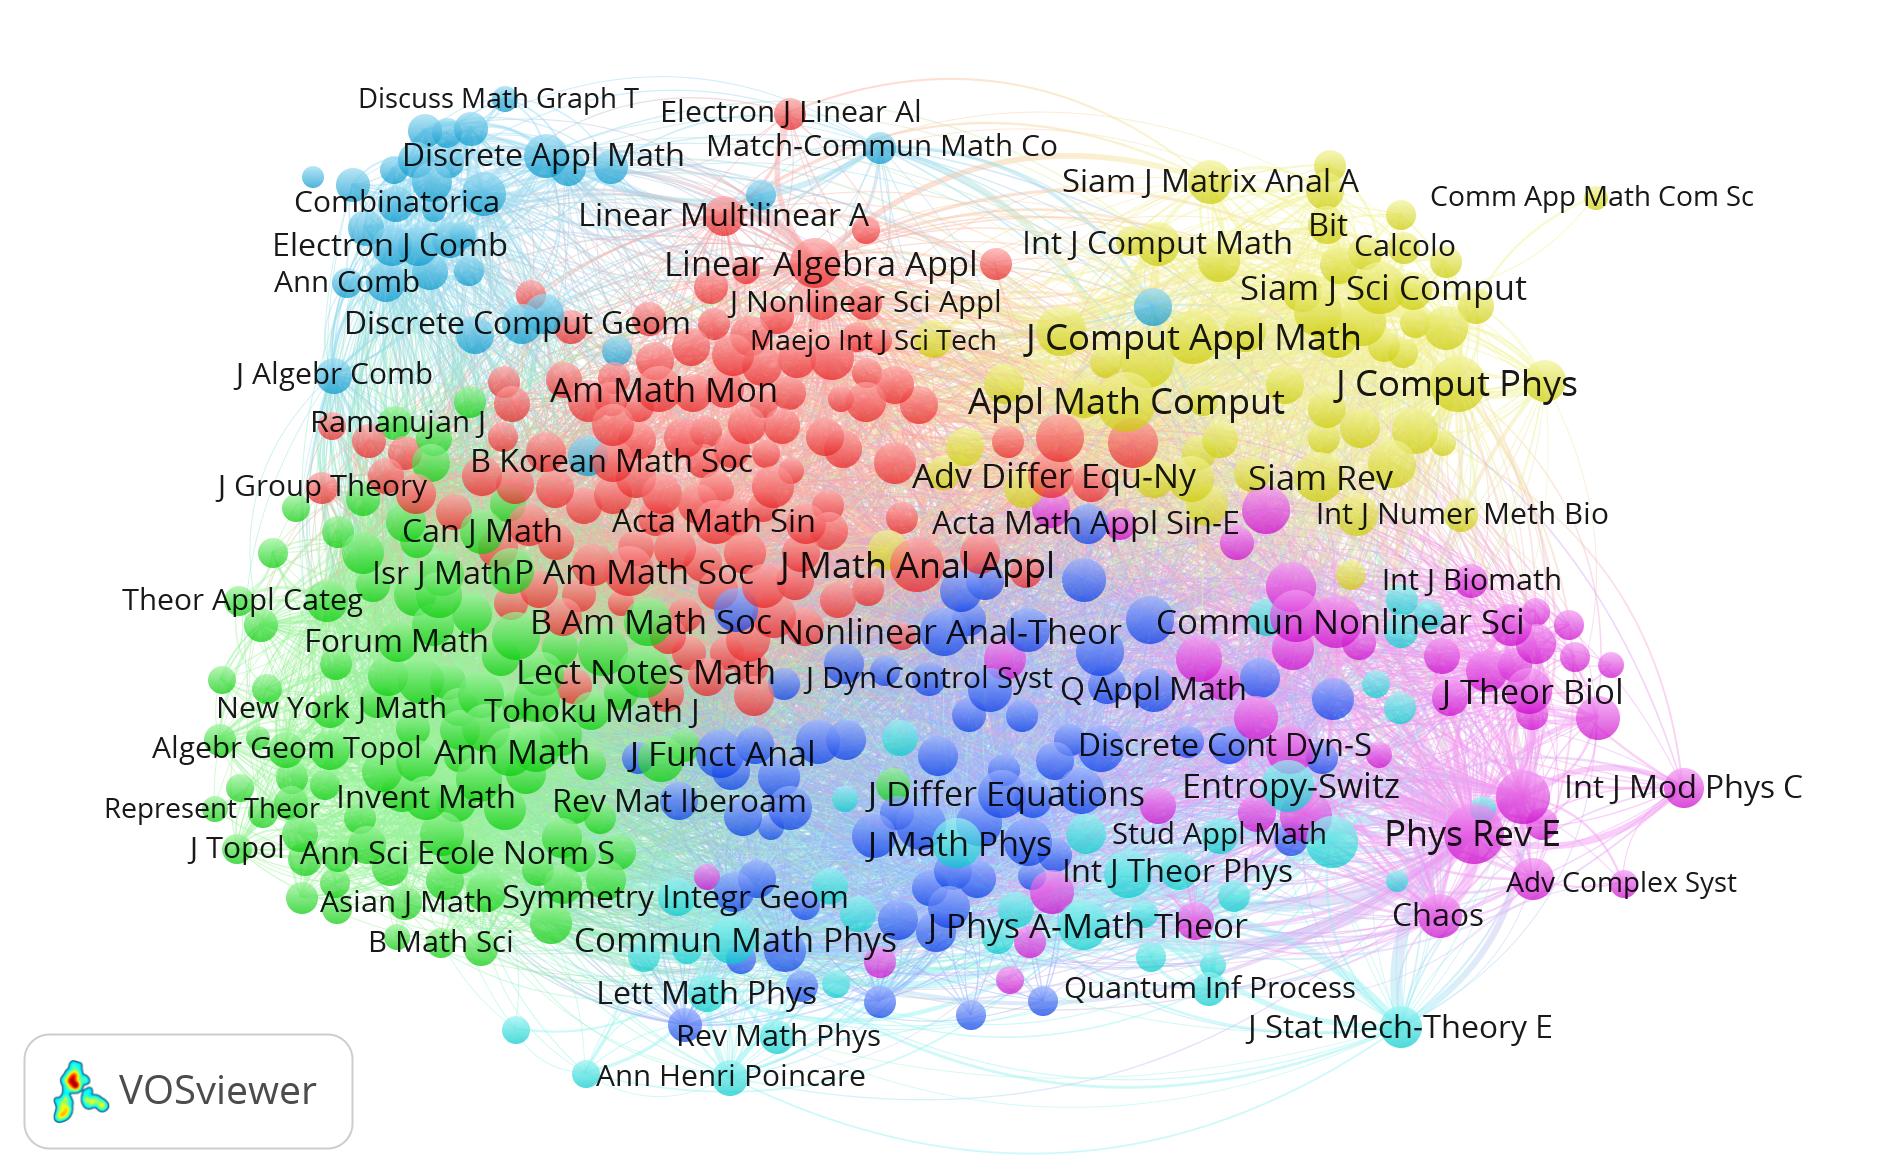 Discuss Math Graph T
Electron J Linear Al
Match-Commun Math Co
Discrete Appl Math
Siam J Matrix Anal A
Comm App Math Com Sc
Combinatorica
Linear Multilinear A
Bit
Electron J Comb
Int J Comput Math
Calcolo
Linear Algebra Appl
Ann Comb
Siam J Sci Comput
J Nonlinear Sci Appl
Discrete Comput Geom
Maejo Int J Sci Tech
J Comput Appl Math
J Algebr Comb
Am Math Mon
J Comput Phys
Appl Math Comput
Ramanujan J
B Korean Math Soc
Adv Differ Equ-Ny
Siam Rev
J Group Theory
Can J Math
Acta Math Sin
Acta Math Appl Sin-E
Int J Numer Meth Bio
Isr J Math
P Am Math Soc
J Math Anal Appl
Int J Biomath
Theor Appl Categ
Forum Math
B Am Math Soc
Nonlinear Anal-Theor
Commun Nonlinear Sci
Lect Notes Math
J Dyn Control Syst
Q Appl Math
J Theor Biol
New York J Math
Tohoku Math J
Algebr Geom Topol
Ann Math
J Funct Anal
Discrete Cont Dyn-S
Represent Theor
Invent Math
Rev Mat Iberoam
J Differ Equations
Entropy-Switz
Int J Mod Phys C
J Topol
Ann Sci Ecole Norm S
J Math Phys
Stud Appl Math
Phys Rev E
Int J Theor Phys
Adv Complex Syst
Asian J Math
Symmetry Integr Geom
Chaos
B Math Sci
Commun Math Phys
J Phys A-Math Theor
Lett Math Phys
Quantum Inf Process
Rev Math Phys
J Stat Mech-Theory E
Ann Henri Poincare
VOSviewer